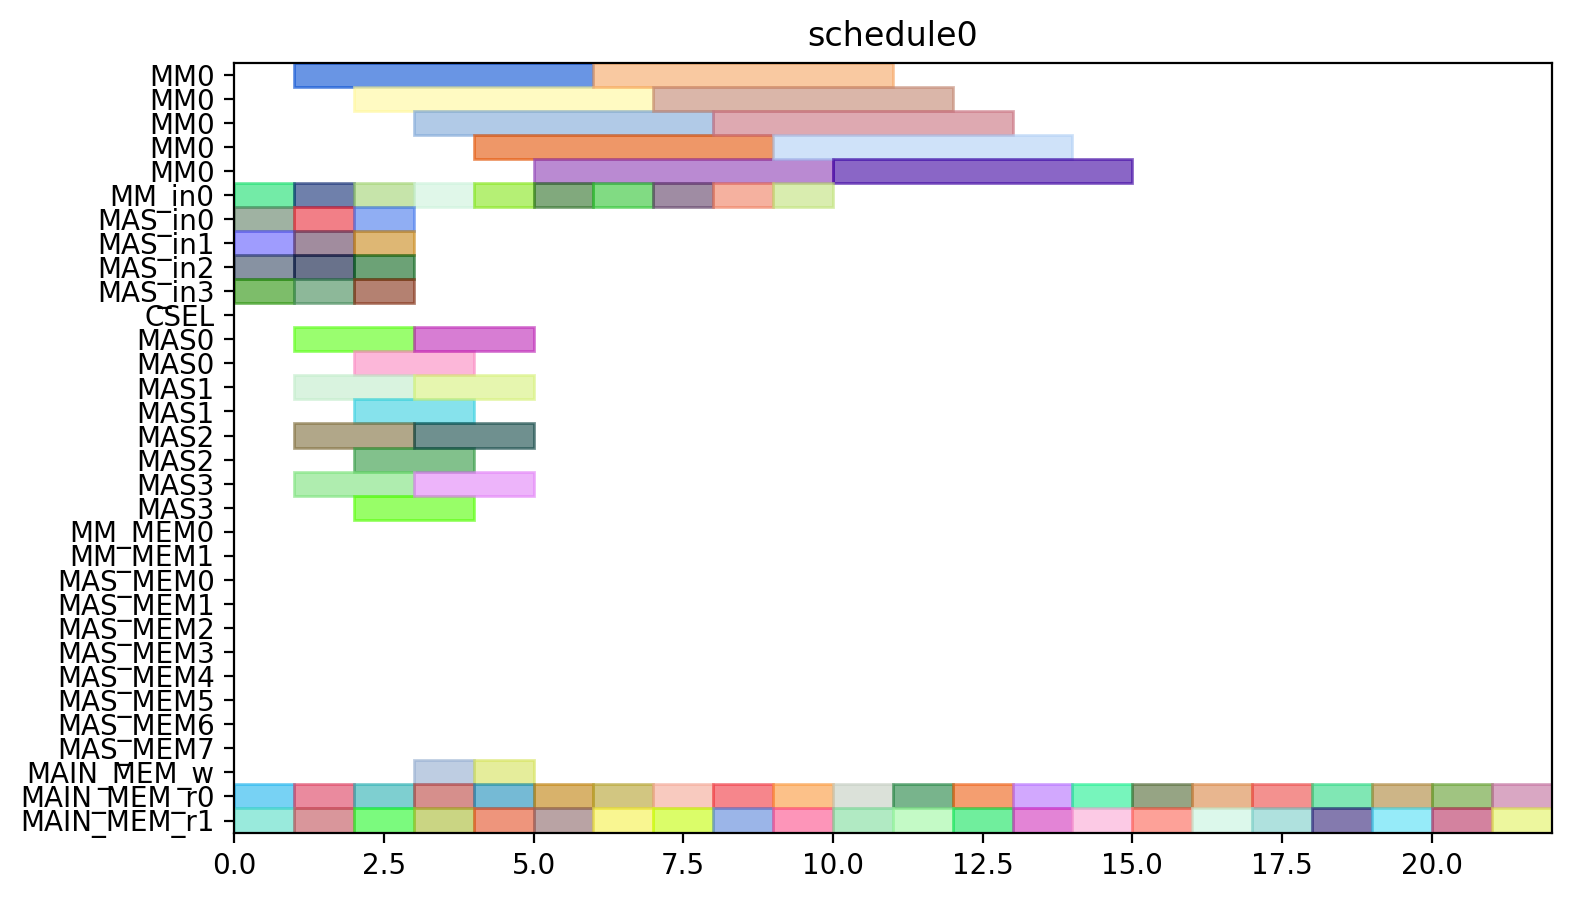 schedule0
MM0
MM0
MM0
MM0
MM0
MM_in0
MAS_in0
MAS_in1
MAS_in2
MAS_in3
CSEL
MAS0
MAS0
MAS1
MAS1
MAS2
MAS2
MAS3
MAS3
MM_MEM0
MM_MEM1
MAS_MEM0
MAS_MEM1
MAS_MEM2
MAS_MEM3
MAS_MEM4
MAS_MEM5
MAS_MEM6
MAS_MEM7
MAIN_MEM_w
MAIN_MEM_r0
MAIN_MEM_r1
0.0 2.5 5.0 7.5 10.0 12.5 15.0 17.5 20.0